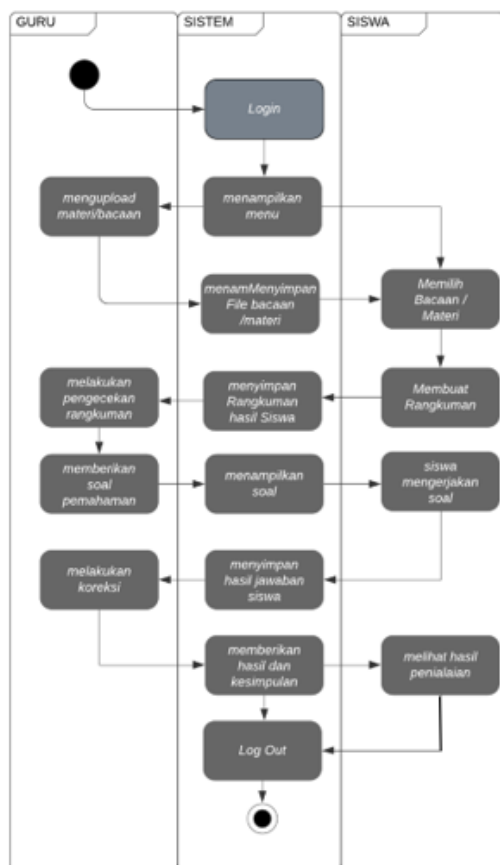 GURU
SISTEM
SISWA
Login
mengupload
materi/bacaan
menampilkan
menu
menamMenyimpan
File bacaan
/materi
Memilih
Bacaan /
Materi
melakukan
pengecekan
rangkuman
menyimpan
Rangkuman
hasil Siswa
Membuat
Rangkuman
memberikan
soal
pemahaman
menampilkan
soal
siswa
mengerjakan
soal
melakukan
koreksi
menyimpan
hasil jawaban
siswa
memberikan
hasil dan
kesimpulan
melihat hasil
penialaian
Log Out